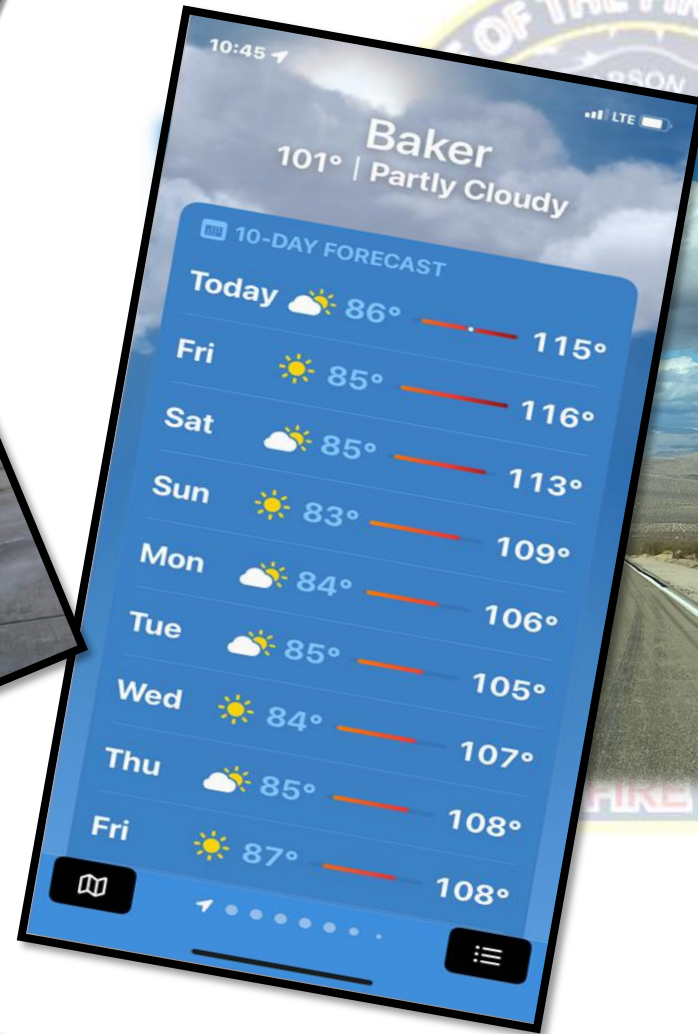 10:45
LTE
Baker
101° | Partly Cloudy
10-DAY FORECAST
Today 86° 115°
Fri 85° 116°
Sat 85° 113°
Sun 83° 109°
Mon 84° 106°
Tue 85° 105°
Wed 84° 107°
Thu 85° 108°
Fri 87° 108°
OF THE FIRE